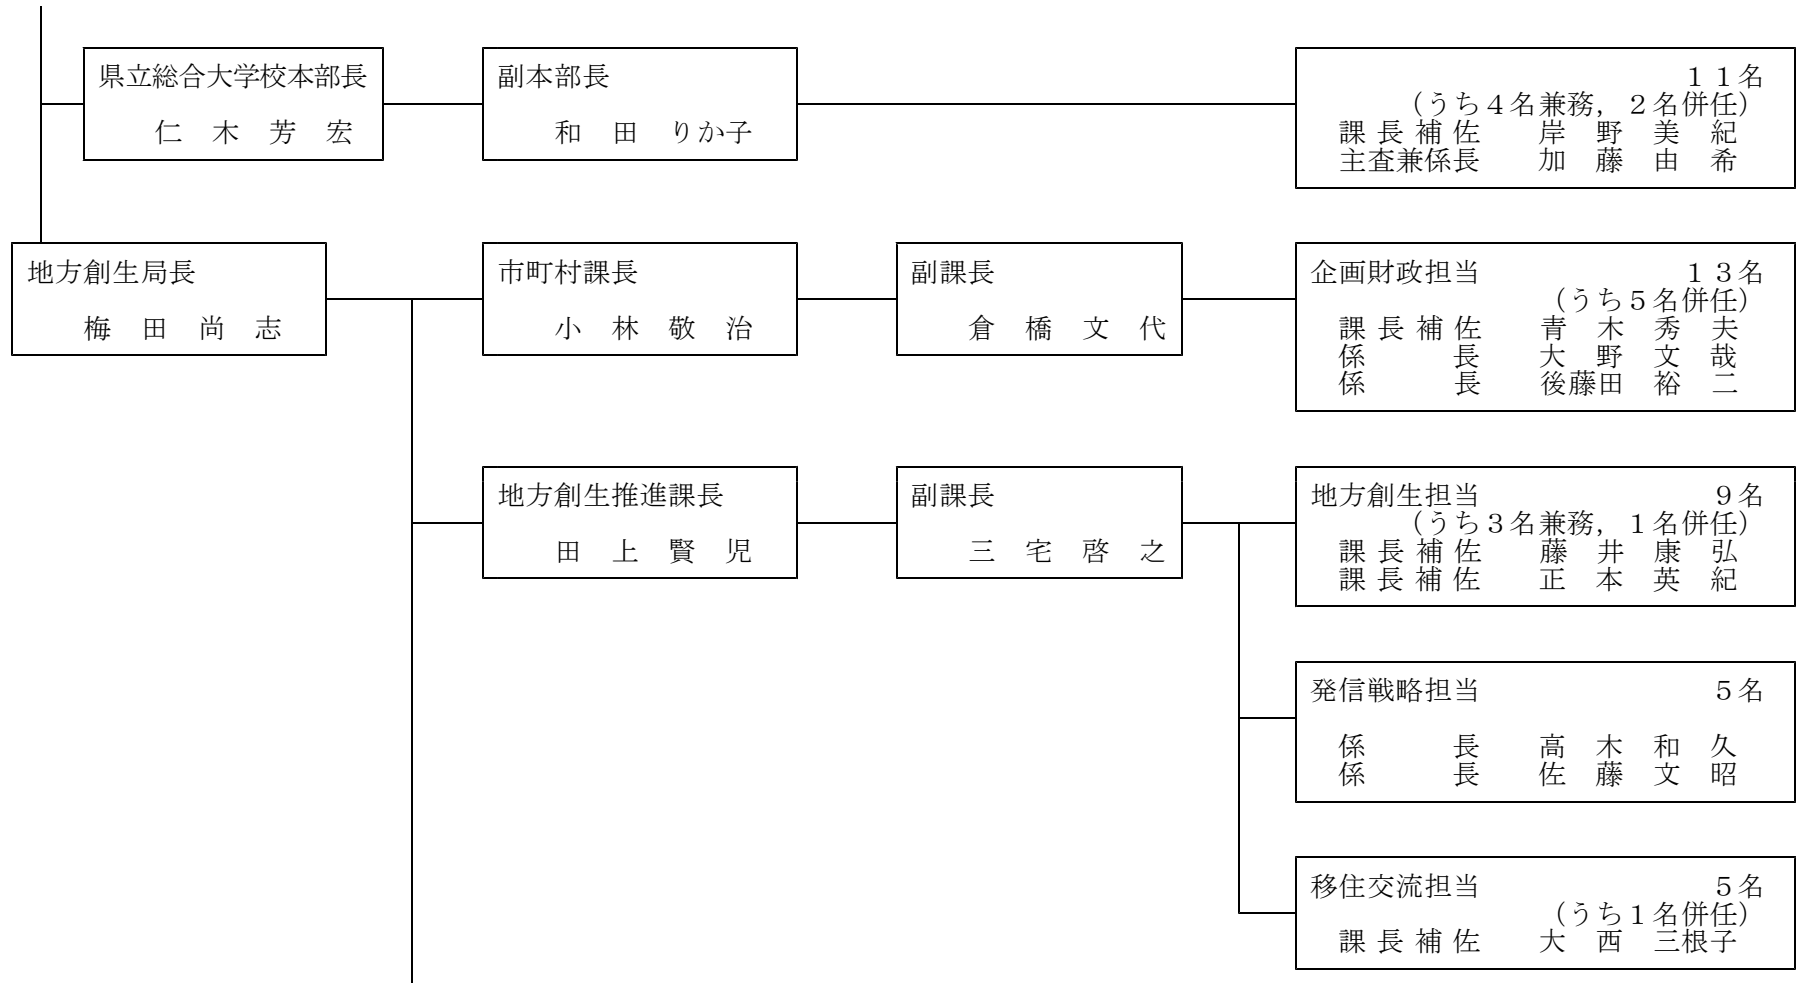 県立総合大学校本部長
仁　木　芳　宏
副本部長
和　田　りか子
１１名
（うち４名兼務，２名併任）
課長補佐　岸　野　美　紀
主査兼係長　加　藤　由　希
地方創生局長
梅　田　尚　志
市町村課長
小　林　敬　治
副課長
倉　橋　文　代
企画財政担当　１３名
（うち５名併任）
課長補佐　青　木　秀　夫
係　長　大　野　文　哉
係　長　後藤田　裕　二
地方創生推進課長
田　上　賢　児
副課長
三　宅　啓　之
地方創生担当　９名
（うち３名兼務，１名併任）
課長補佐　藤　井　康　弘
課長補佐　正　本　英　紀
発信戦略担当　５名
係　長　高　木　和　久
係　長　佐　藤　文　昭
移住交流担当　５名
（うち１名併任）
課長補佐　大　西　三根子